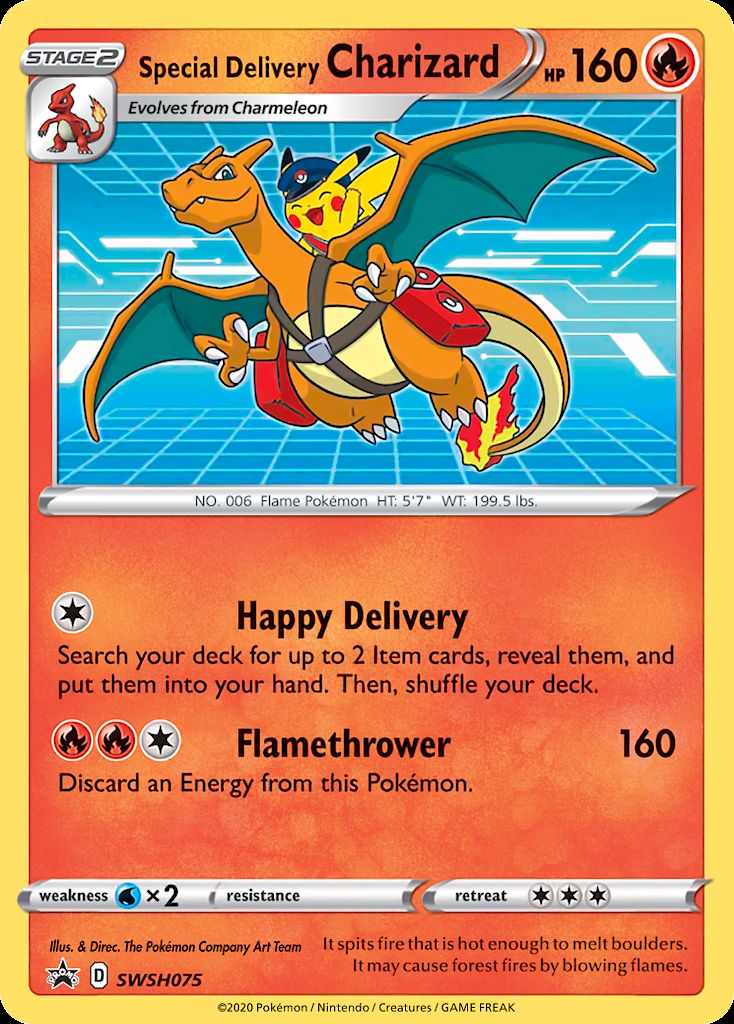 STAGE2
Special Delivery Charizard HP 160
Evolves from Charmeleon
NO. 006 Flame Pokémon HT: 5'7" WT: 199.5 lbs.
Happy Delivery
Search your deck for up to 2 Item cards, reveal them, and
put them into your hand. Then, shuffle your deck.
Flamethrower 160
Discard an Energy from this Pokémon.
weakness ×2 resistance retreat
Illus. & Direc. The Pokémon Company Art Team
It spits fire that is hot enough to melt boulders.
It may cause forest fires by blowing flames.
D SWSH075
©2020 Pokémon / Nintendo / Creatures / GAME FREAK